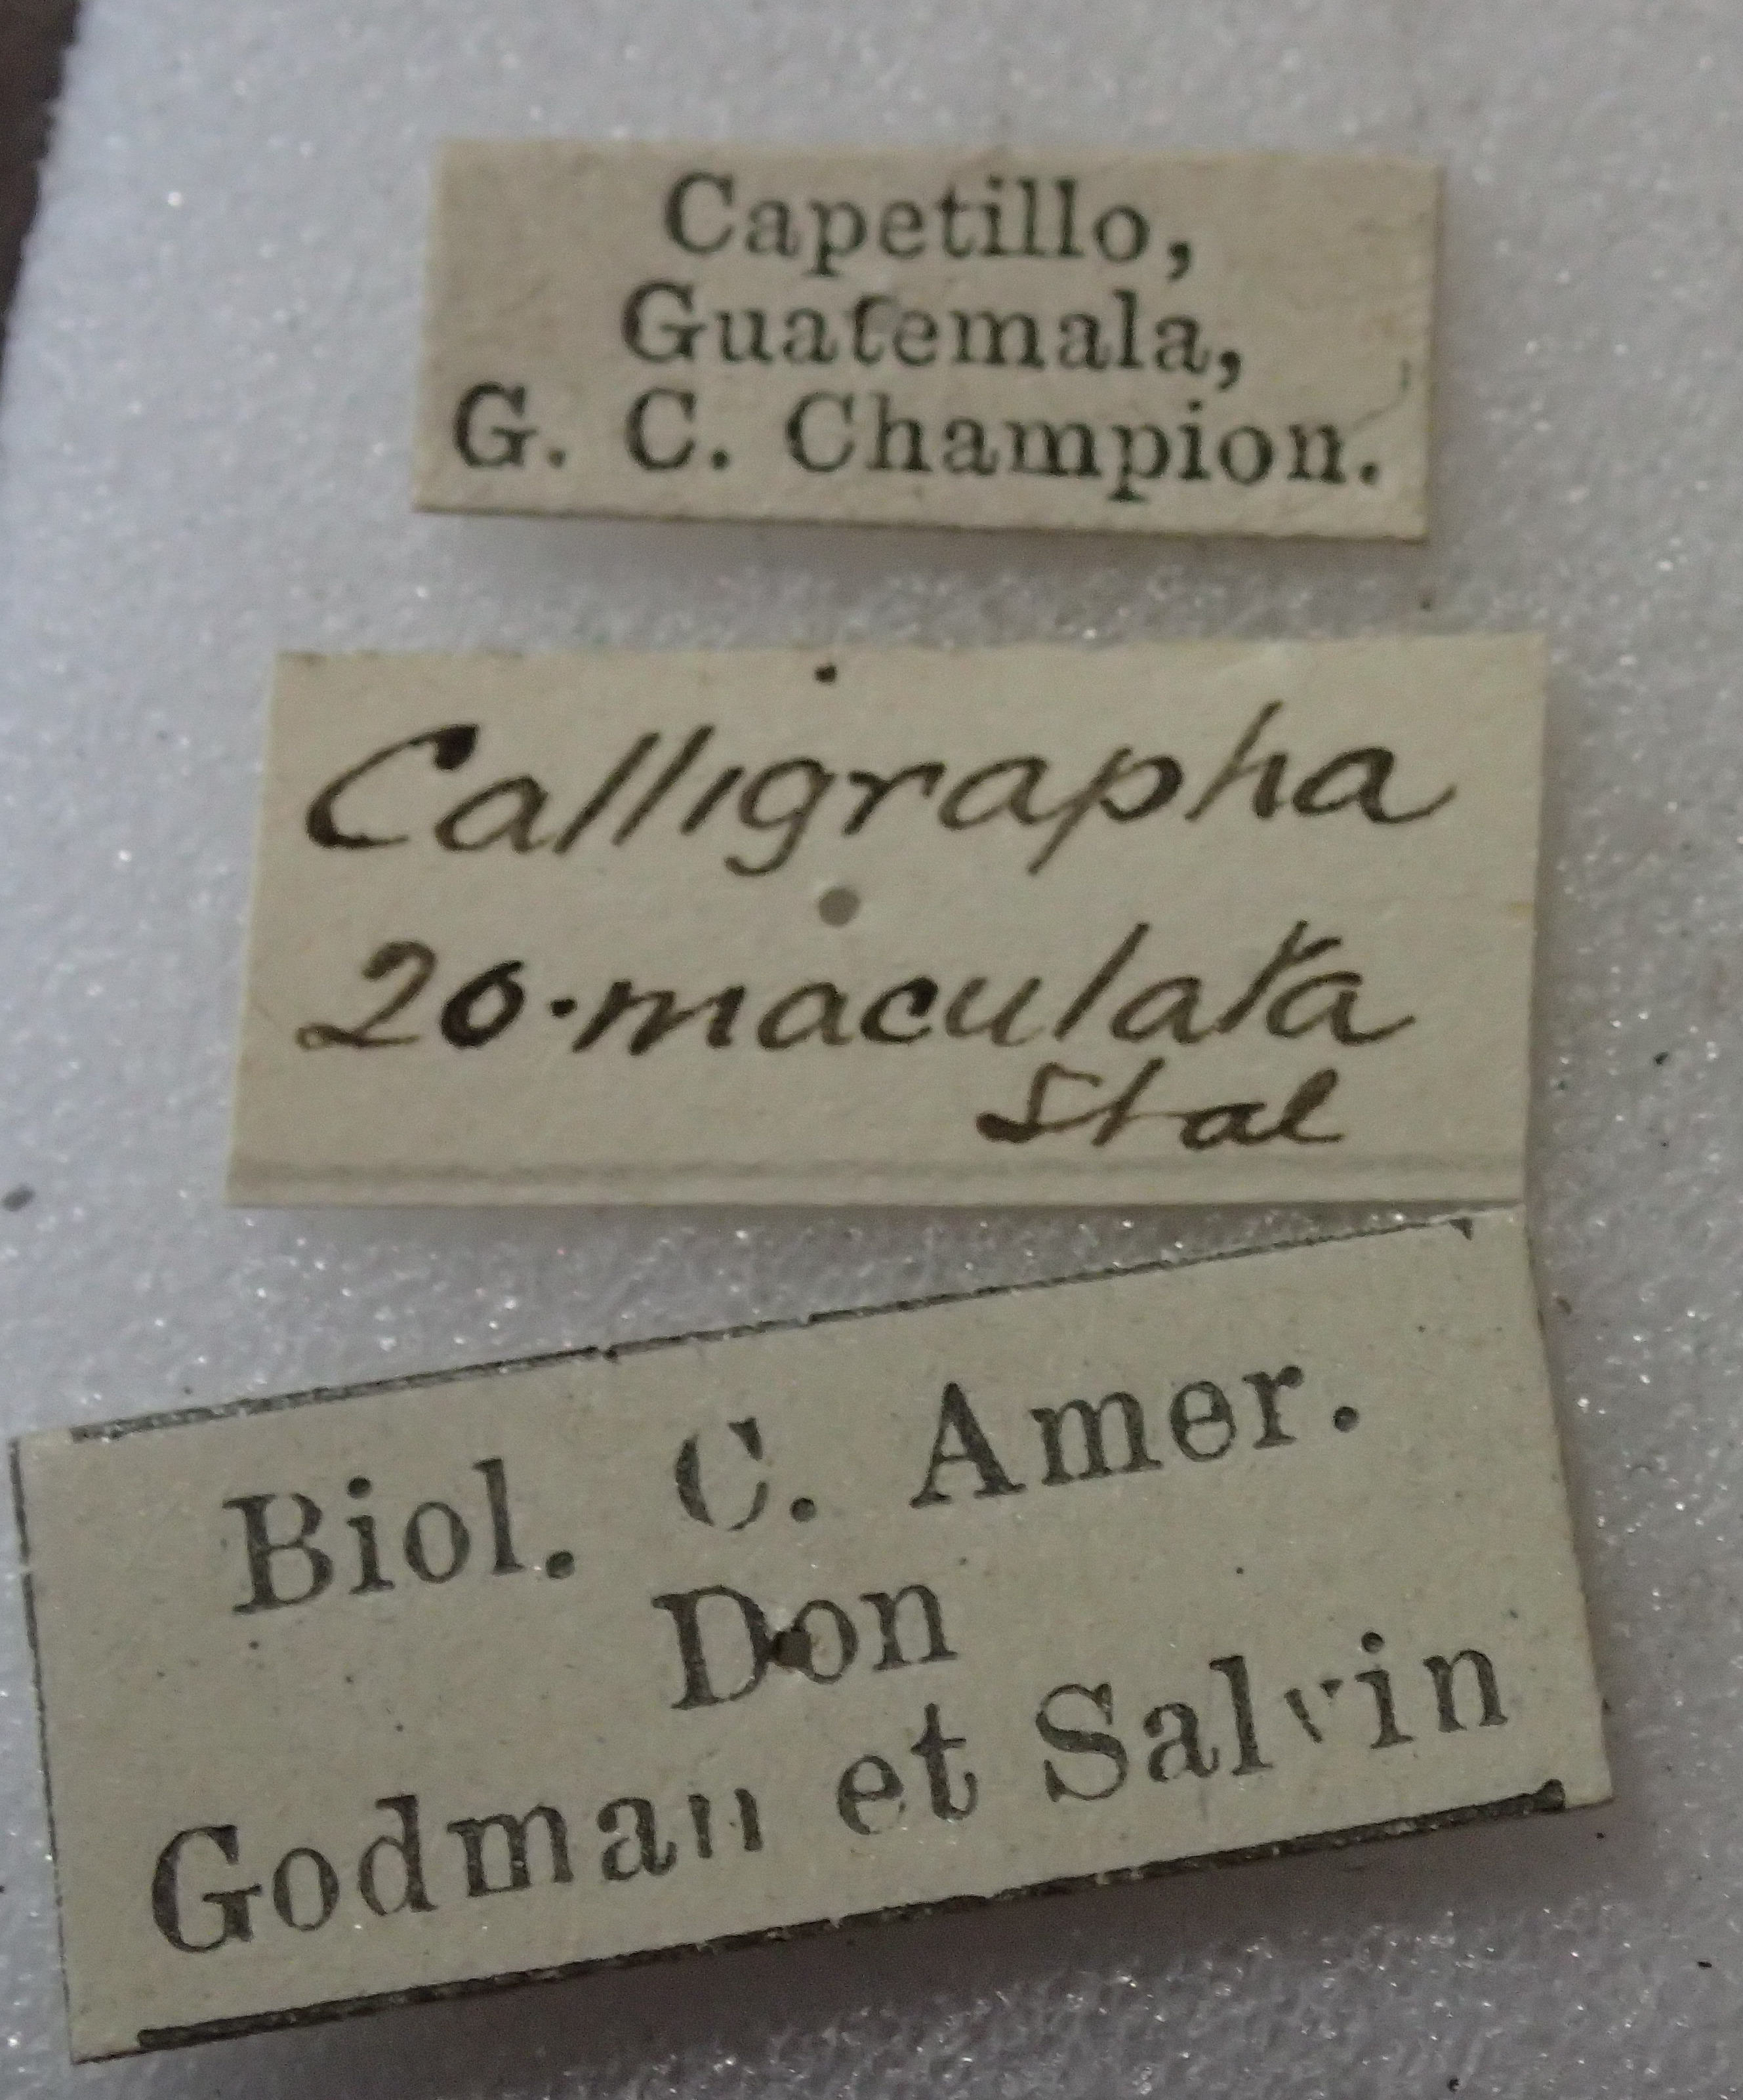 Capetillo,
Guatemala,
G. C. Champion.
Calligrapha
20-maculata
Stal
Biol. C. Amer.
Don
Godman et Salvin